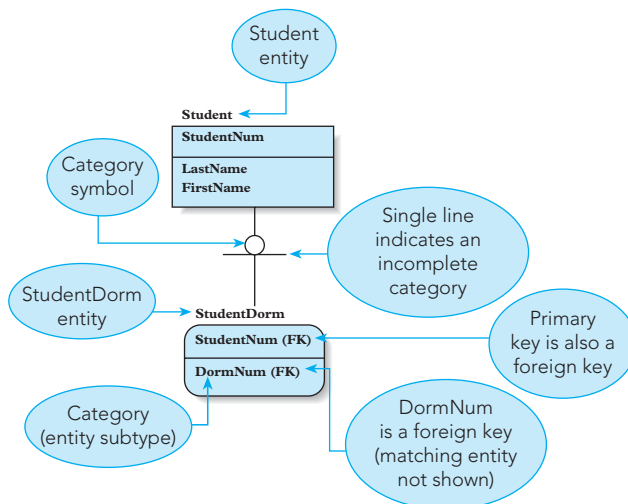 Student
entity
Student
StudentNum
LastName
FirstName
Category
symbol
Single line
indicates an
incomplete
category
StudentDorm
entity
StudentDorm
StudentNum (FK)
DormNum (FK)
Primary
key is also a
foreign key
Category
(entity subtype)
DormNum
is a foreign key
(matching entity
not shown)